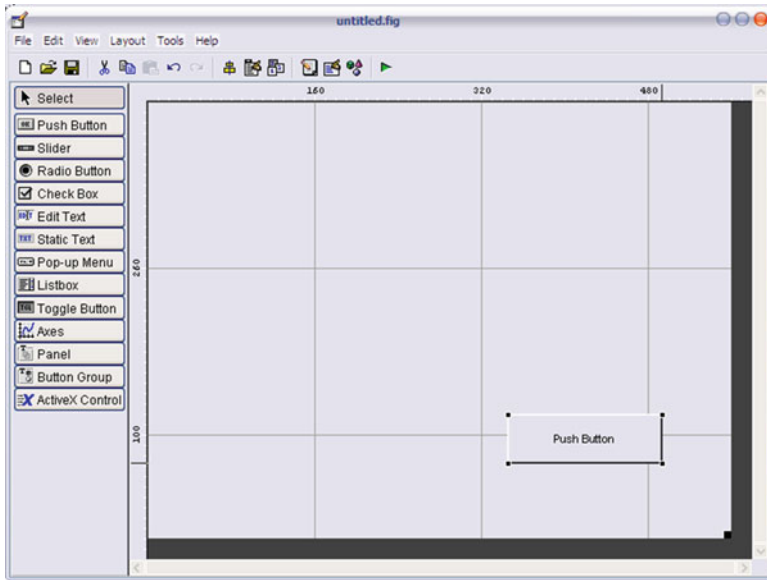 untitled.fig
File Edit View Layout Tools Help
Select
Push Button
Slider
Radio Button
Check Box
Edit Text
Static Text
Pop-up Menu
Listbox
Toggle Button
Axes
Panel
Button Group
ActiveX Control
160 320 480
260
100
Push Button